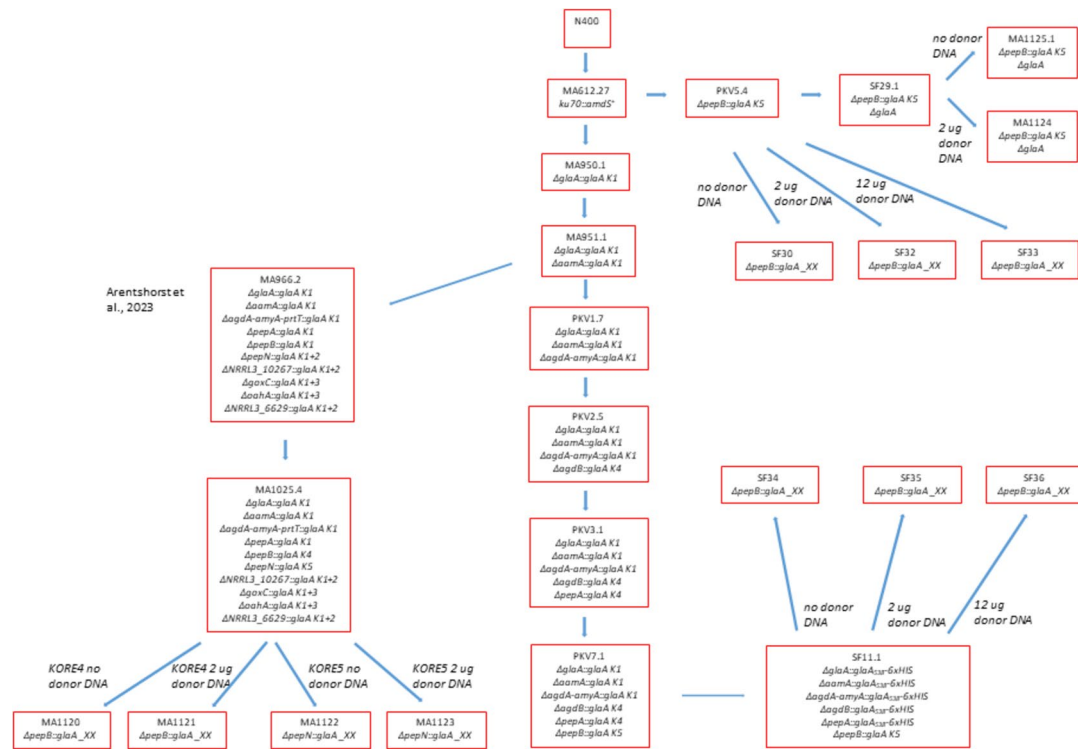 N400
MA612.27
ku70::amdS+
PKV5.4
ΔpepB::glaA K5
SF29.1
ΔpepB::glaA K5
ΔglaA
no donor
DNA
MA1125.1
ΔpepB::glaA K5
ΔglaA
2 ug
donor
DNA
MA1124
ΔpepB::glaA K5
ΔglaA
MA950.1
ΔglaA::glaA K1
no donor
DNA
2 ug
donor DNA
12 ug
donor DNA
SF30
ΔpepB::glaA_XX
SF32
ΔpepB::glaA_XX
SF33
ΔpepB::glaA_XX
MA951.1
ΔglaA::glaA K1
ΔaamA::glaA K1
Arentshorst et
al., 2023
MA966.2
ΔglaA::glaA K1
ΔaamA::glaA K1
ΔagdA-amyA-prtT::glaA K1
ΔpepA::glaA K1
ΔpepB::glaA K1
ΔpepN::glaA K1+2
ΔNRRL3_10267::glaA K1+2
ΔgoxC::glaA K1+3
ΔoahA::glaA K1+3
ΔNRRL3_6629::glaA K1+2
PKV1.7
ΔglaA::glaA K1
ΔaamA::glaA K1
ΔagdA-amyA::glaA K1
PKV2.5
ΔglaA::glaA K1
ΔaamA::glaA K1
ΔagdA-amyA::glaA K1
ΔagdB::glaA K4
MA1025.4
ΔglaA::glaA K1
ΔaamA::glaA K1
ΔagdA-amyA-prtT::glaA K1
ΔpepA::glaA K1
ΔpepB::glaA K4
ΔpepN::glaA K5
ΔNRRL3_10267::glaA K1+2
ΔgoxC::glaA K1+3
ΔoahA::glaA K1+3
ΔNRRL3_6629::glaA K1+2
PKV3.1
ΔglaA::glaA K1
ΔaamA::glaA K1
ΔagdA-amyA::glaA K1
ΔagdB::glaA K4
ΔpepA::glaA K4
SF34
ΔpepB::glaA_XX
SF35
ΔpepB::glaA_XX
SF36
ΔpepB::glaA_XX
no donor
DNA
2 ug
donor DNA
12 ug
donor DNA
KORE4 no
donor DNA
KORE4 2 ug
donor DNA
KORE5 no
donor DNA
KORE5 2 ug
donor DNA
MA1120
ΔpepB::glaA_XX
MA1121
ΔpepB::glaA_XX
MA1122
ΔpepN::glaA_XX
MA1123
ΔpepN::glaA_XX
PKV7.1
ΔglaA::glaA K1
ΔaamA::glaA K1
ΔagdA-amyA::glaA K1
ΔagdB::glaA K4
ΔpepA::glaA K4
ΔpepB::glaA K5
SF11.1
ΔglaA::glaAS38-6xHIS
ΔaamA::glaAS38-6xHIS
ΔagdA-amyA::glaAS38-6xHIS
ΔagdB::glaAS38-6xHIS
ΔpepA::glaAS38-6xHIS
ΔpepB::glaA K5